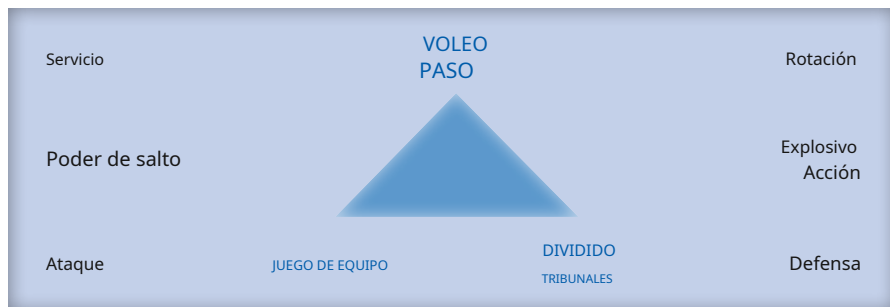 Servicio
VOLEO
PASO
Rotación
Poder de salto
Explosivo
Acción
Ataque
JUEGO DE EQUIPO
DIVIDIDO
TRIBUNALES
Defensa